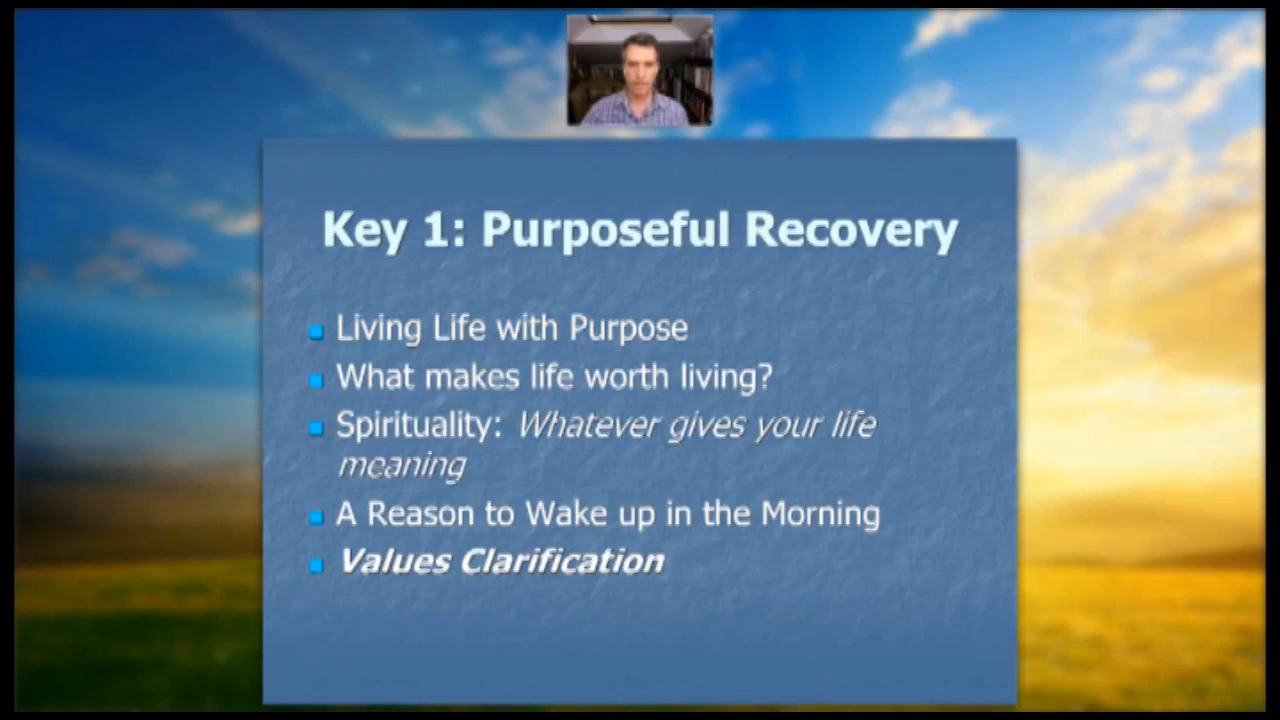 Key 1: Purposeful Recovery
Living Life with Purpose
What makes life worth living?
Spirituality: Whatever gives your life
meaning
A Reason to Wake up in the Morning
Values Clarification